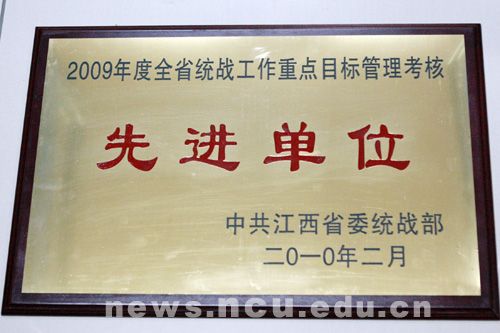 2009年度全省统战工作重点目标管理考核
先进单位
中共江西省委统战部
二〇一〇年二月
news.ncu.edu.cn